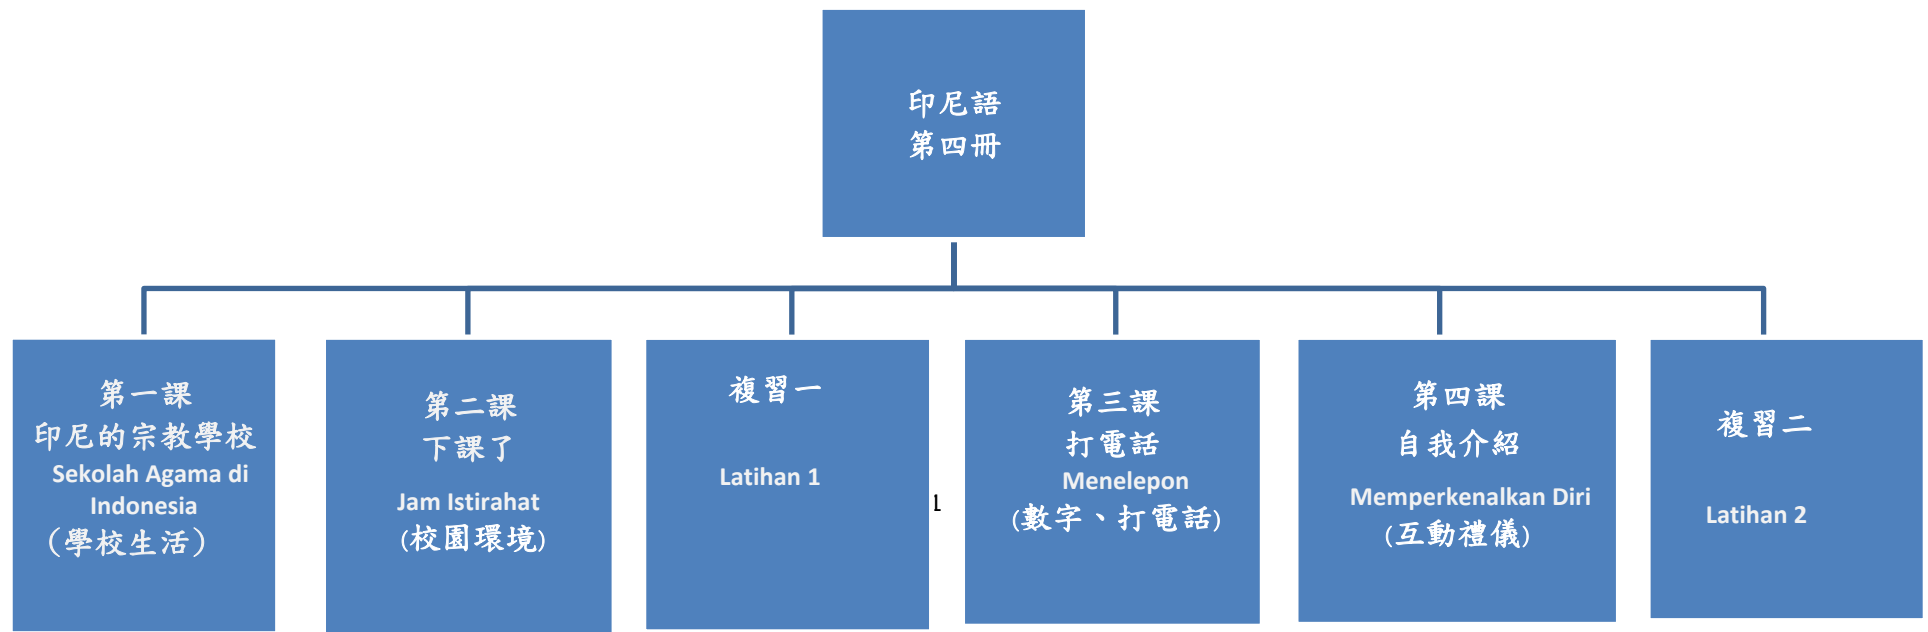 印尼語
第四冊
第一課
印尼的宗教學校
Sekolah Agama di
Indonesia
（學校生活）
第二課
下課了
Jam Istirahat
(校園環境)
複習一
Latihan 1
1
第三課
打電話
Menelepon
(數字、打電話)
第四課
自我介紹
Memperkenalkan Diri
(互動禮儀)
複習二
Latihan 2